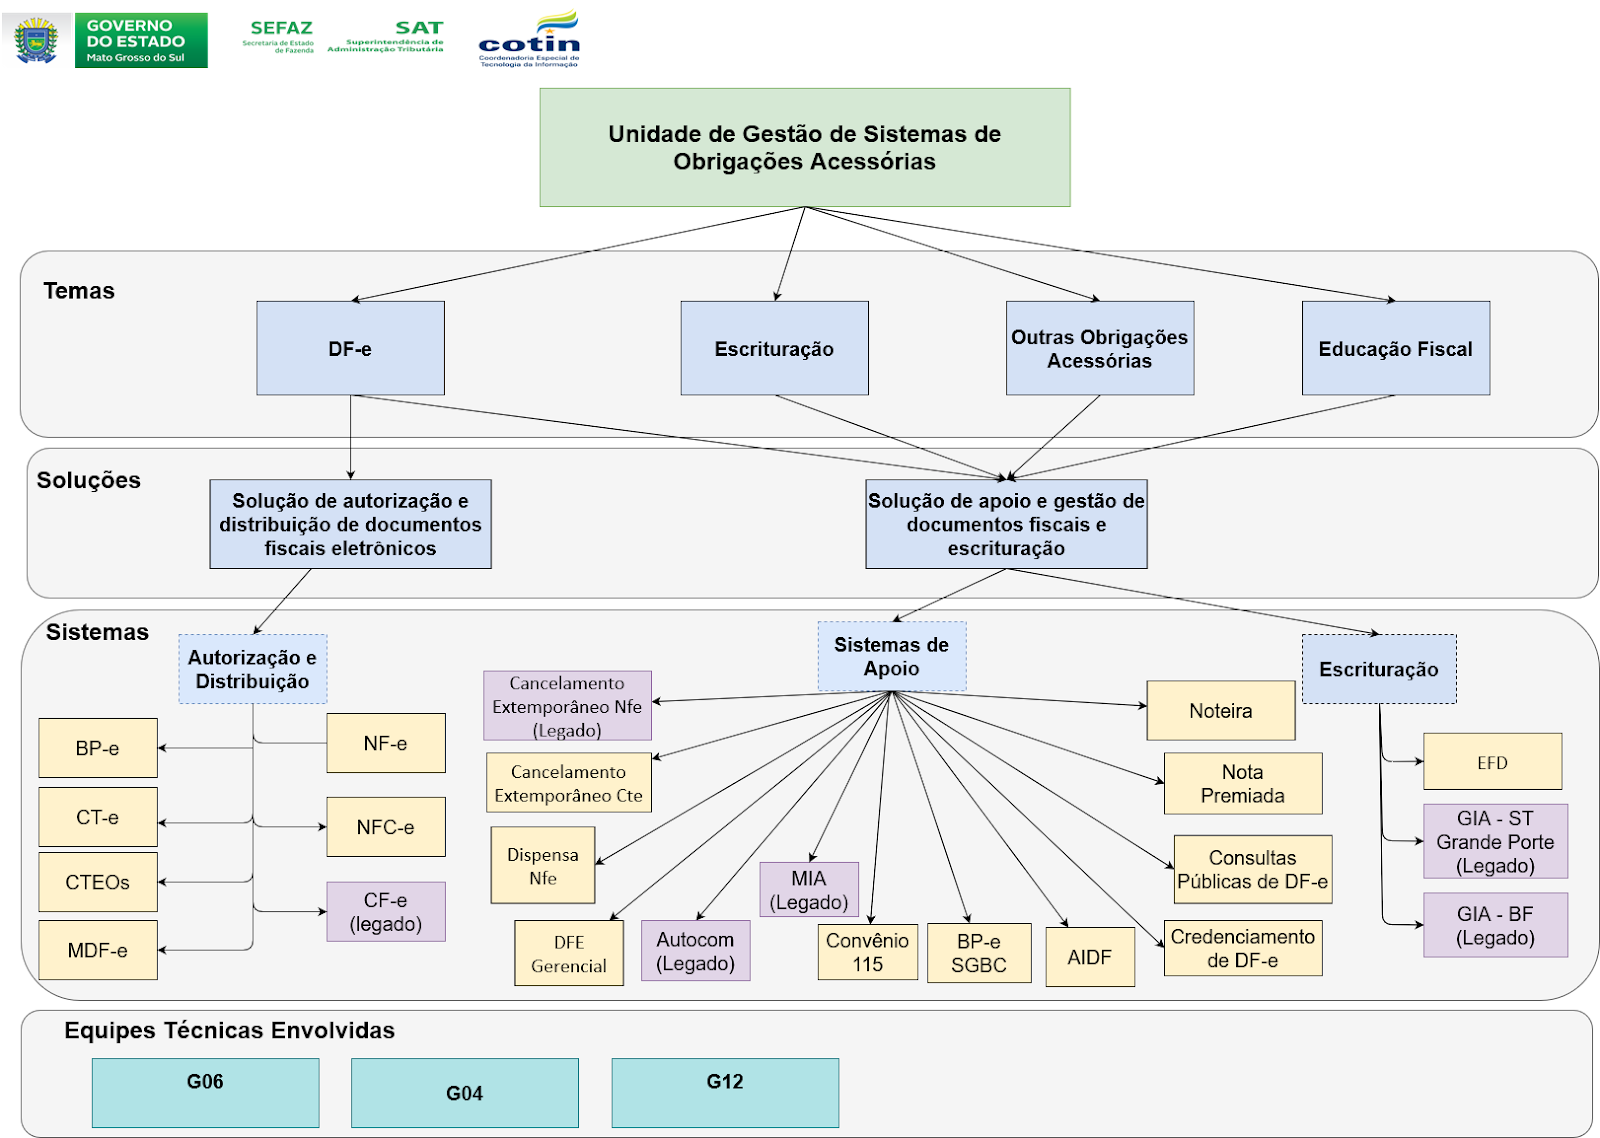 GOVERNO
DO ESTADO
Mato Grosso do Sul
SEFAZ
Secretaria de Estado
de Fazenda
SAT
Superintendência de
Administração Tributária
cotin
Coordenadoria Especial de
Tecnologia da Informação
Unidade de Gestão de Sistemas de
Obrigações Acessórias
Temas
DF-e
Escrituração
Outras Obrigações
Acessórias
Educação Fiscal
Soluções
Solução de autorização e
distribuição de documentos
fiscais eletrônicos
Solução de apoio e gestão de
documentos fiscais e
escrituração
Sistemas
Autorização e
Distribuição
Sistemas de
Apoio
Escrituração
BP-e
NF-e
CT-e
NFC-e
CTEOs
CF-e
(legado)
MDF-e
Cancelamento
Extemporâneo Nfe
(Legado)
Cancelamento
Extemporâneo Cte
Dispensa
Nfe
DFE
Gerencial
Autocom
(Legado)
MIA
(Legado)
Convênio
115
BP-e
SGBC
AIDF
Credenciamento
de DF-e
Consultas
Públicas de DF-e
Nota
Premiada
Noteira
EFD
GIA - ST
Grande Porte
(Legado)
GIA - BF
(Legado)
Equipes Técnicas Envolvidas
G06
G04
G12